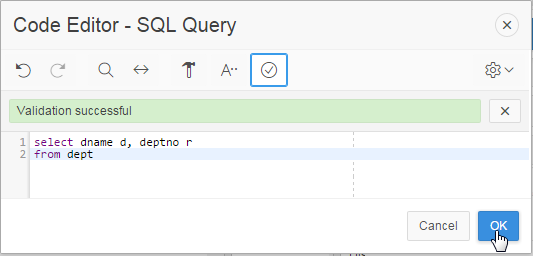 Code Editor - SQL Query
A
Validation successful
1 select dname d, deptno r
2 from dept
Cancel
OK